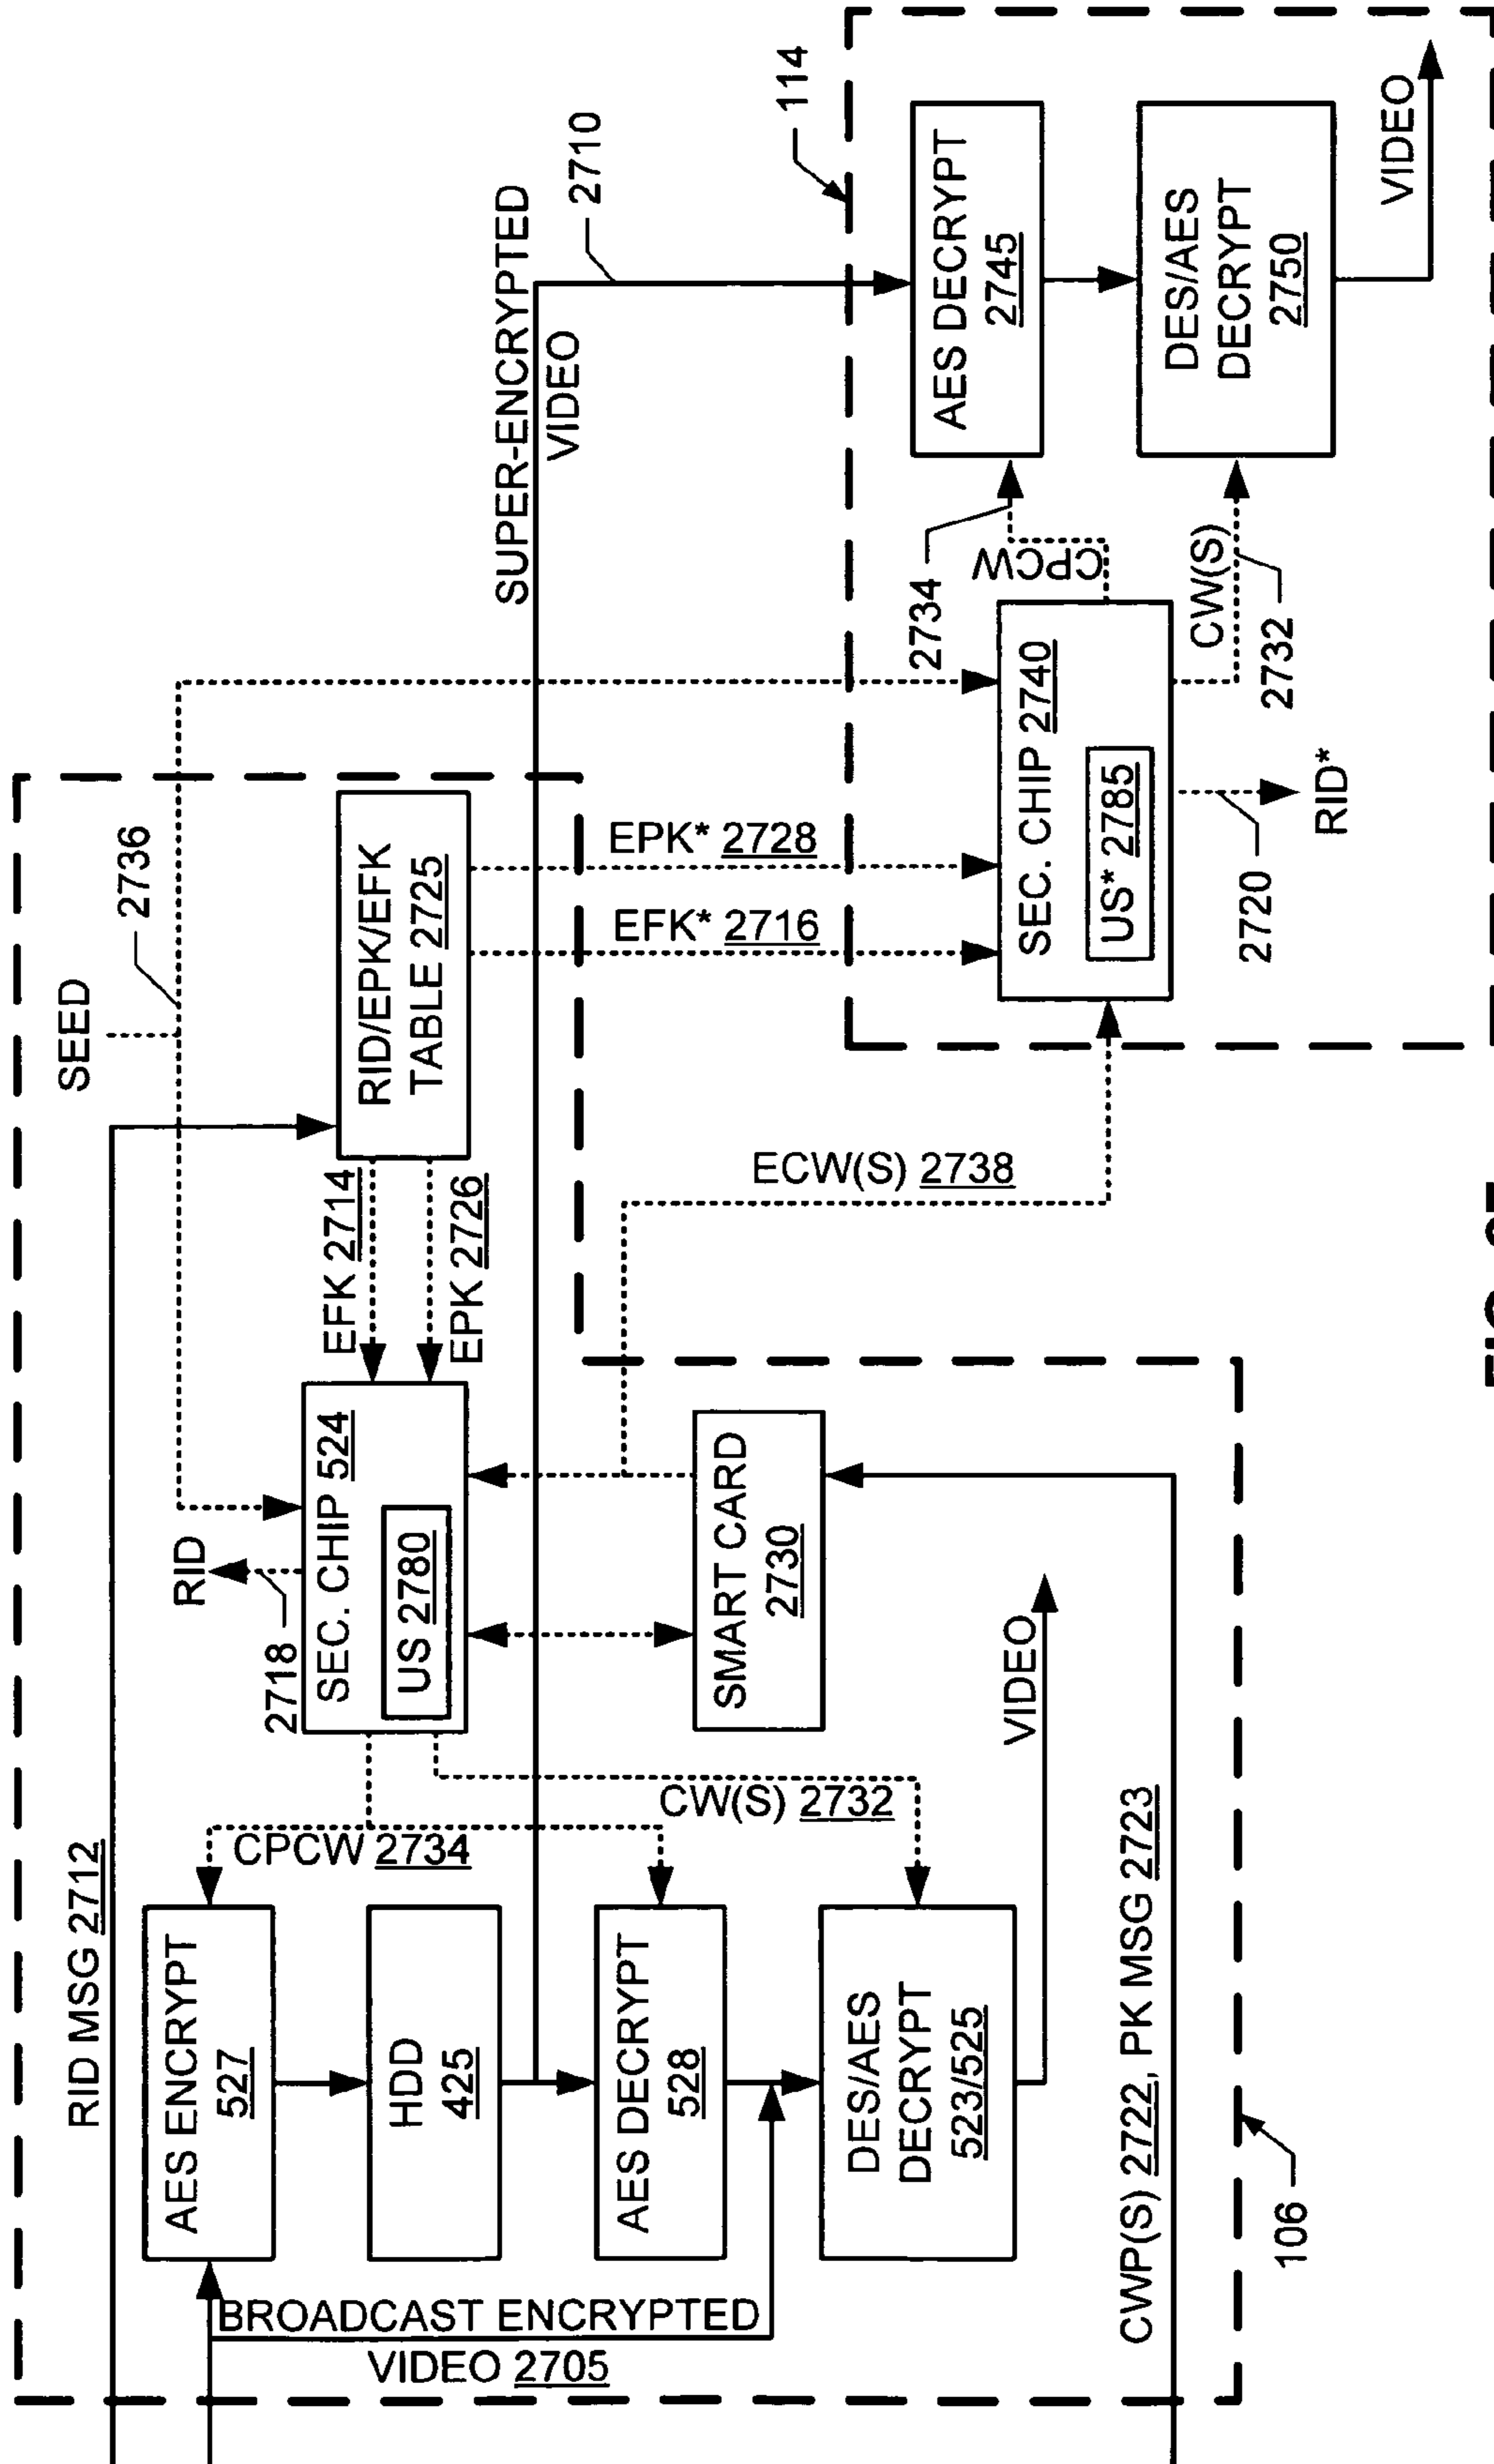 RID MSG 2712
AES ENCRYPT
527
HDD
425
AES DECRYPT
528
DES/AES
DECRYPT
523/525
BROADCAST ENCRYPTED
VIDEO 2705
CPCW 2734
CW(S) 2732
VIDEO
CWP(S) 2722, PK MSG 2723
106
RID
2718
SEC. CHIP 524
US 2780
SMART CARD
2730
EFK 2714
EPK 2726
SEED
2736
RID/EPK/EFK
TABLE 2725
EPK* 2728
EFK* 2716
ECW(S) 2738
SUPER-ENCRYPTED
VIDEO
2710
114
2734
CPCW
SEC. CHIP 2740
US* 2785
CW(S)
2732
2720
RID*
AES DECRYPT
2745
DES/AES
DECRYPT
2750
VIDEO